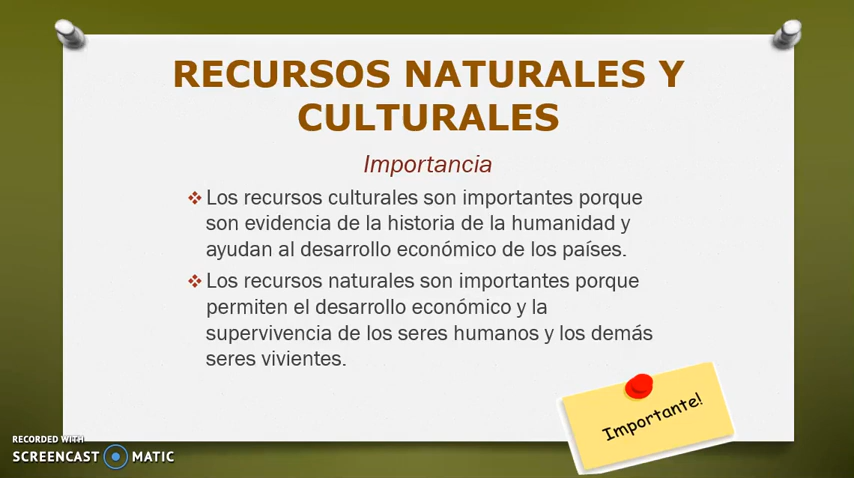 RECURSOS NATURALES Y
CULTURALES
Importancia
Los recursos culturales son importantes porque
son evidencia de la historia de la humanidad y
ayudan al desarrollo económico de los países.
Los recursos naturales son importantes porque
permiten el desarrollo económico y la
supervivencia de los seres humanos y los demás
seres vivientes.
Importante!
RECORDED WITH
SCREENCAST MATIC